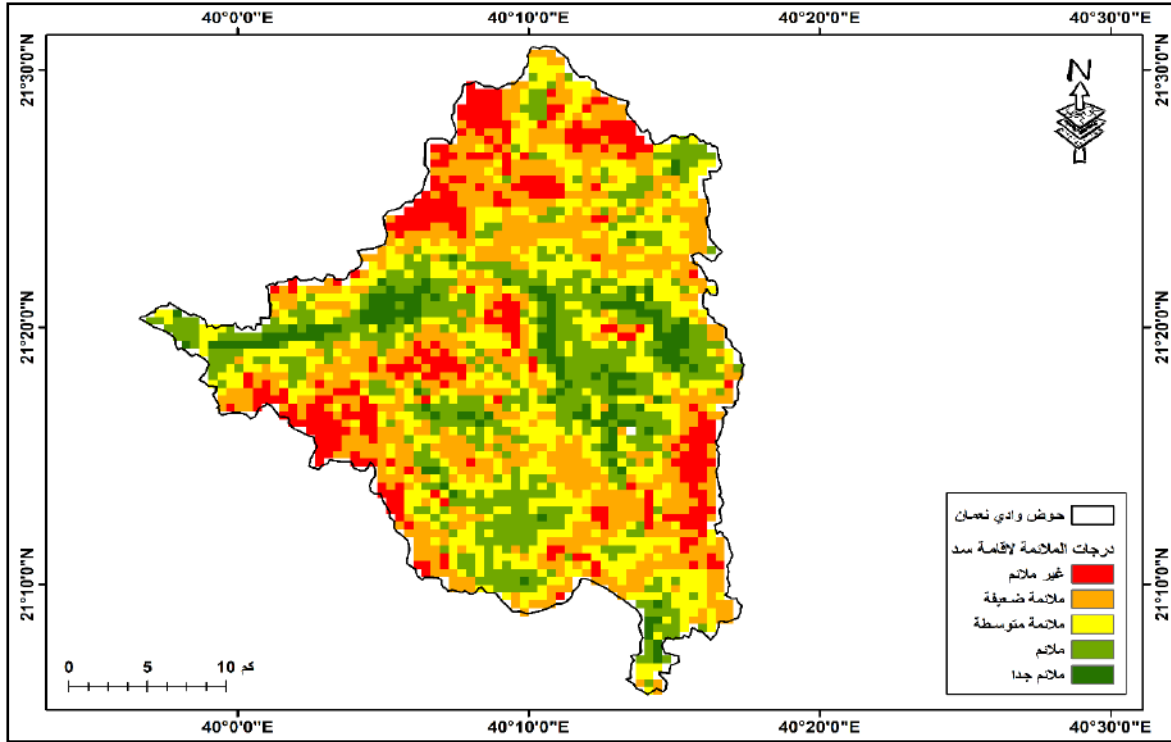 40°0'0"E 40°10'0"E 40°20'0"E 40°30'0"E
N
21°30'0"N 21°30'0"N
21°20'0"N 21°20'0"N
حوض وادي نعمان
درجات الملائمة لاقامة سد
غير ملائم
ملائمة ضعيفة
ملائمة متوسطة
ملائم
ملائم جدا
21°10'0"N 21°10'0"N
0 5 10 كم
40°0'0"E 40°10'0"E 40°20'0"E 40°30'0"E